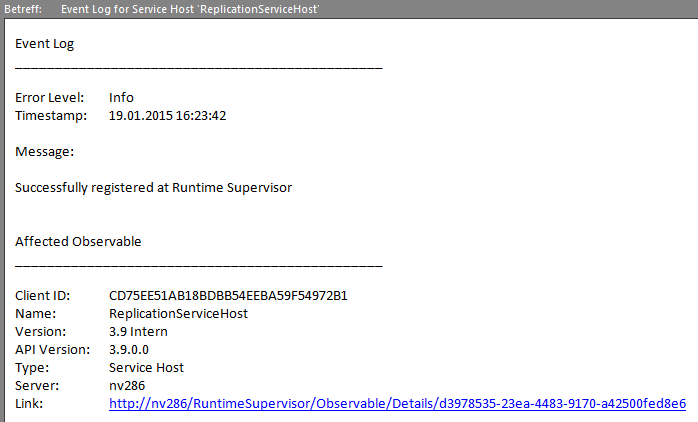 Betreff: Event Log for Service Host 'ReplicationServiceHost'
Event Log
Error Level: Info
Timestamp: 19.01.2015 16:23:42
Message:
Successfully registered at Runtime Supervisor
Affected Observable
Client ID: CD75EE51AB18BDBB54EEBA59F54972B1
Name: ReplicationServiceHost
Version: 3.9 Intern
API Version: 3.9.0.0
Type: Service Host
Server: nv286
Link: http://nv286/RuntimeSupervisor/Observable/Details/d3978535-23ea-4483-9170-a42500fed8e6